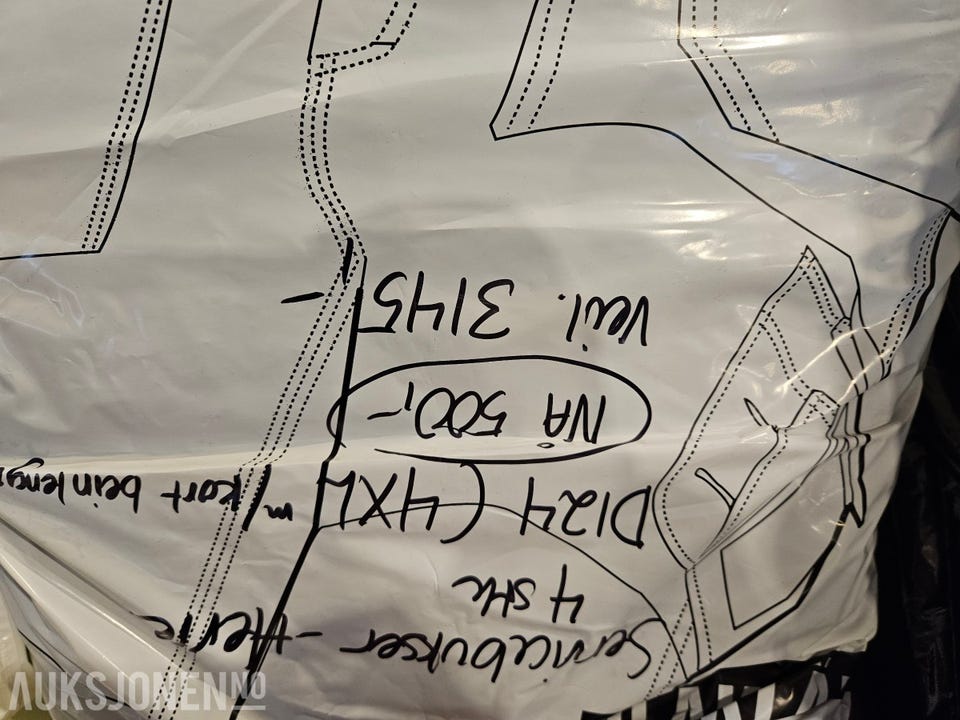 Servicebukser - Herre
4 stk
D124 (4XL) m/kort beinleng
NÅ 500,-
Veil. 3145,-
AUKSJONEN.NO